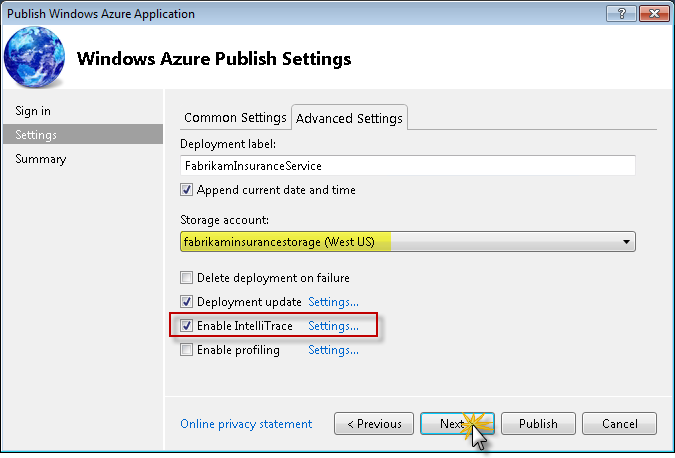 Publish Windows Azure Application
Windows Azure Publish Settings
Sign in
Settings
Summary
Common Settings
Advanced Settings
Deployment label:
FabrikamInsuranceService
Append current date and time
Storage account:
fabrikaminsurancestorage (West US)
Delete deployment on failure
Deployment update Settings...
Enable IntelliTrace Settings...
Enable profiling Settings...
Online privacy statement
< Previous
Next
Publish
Cancel